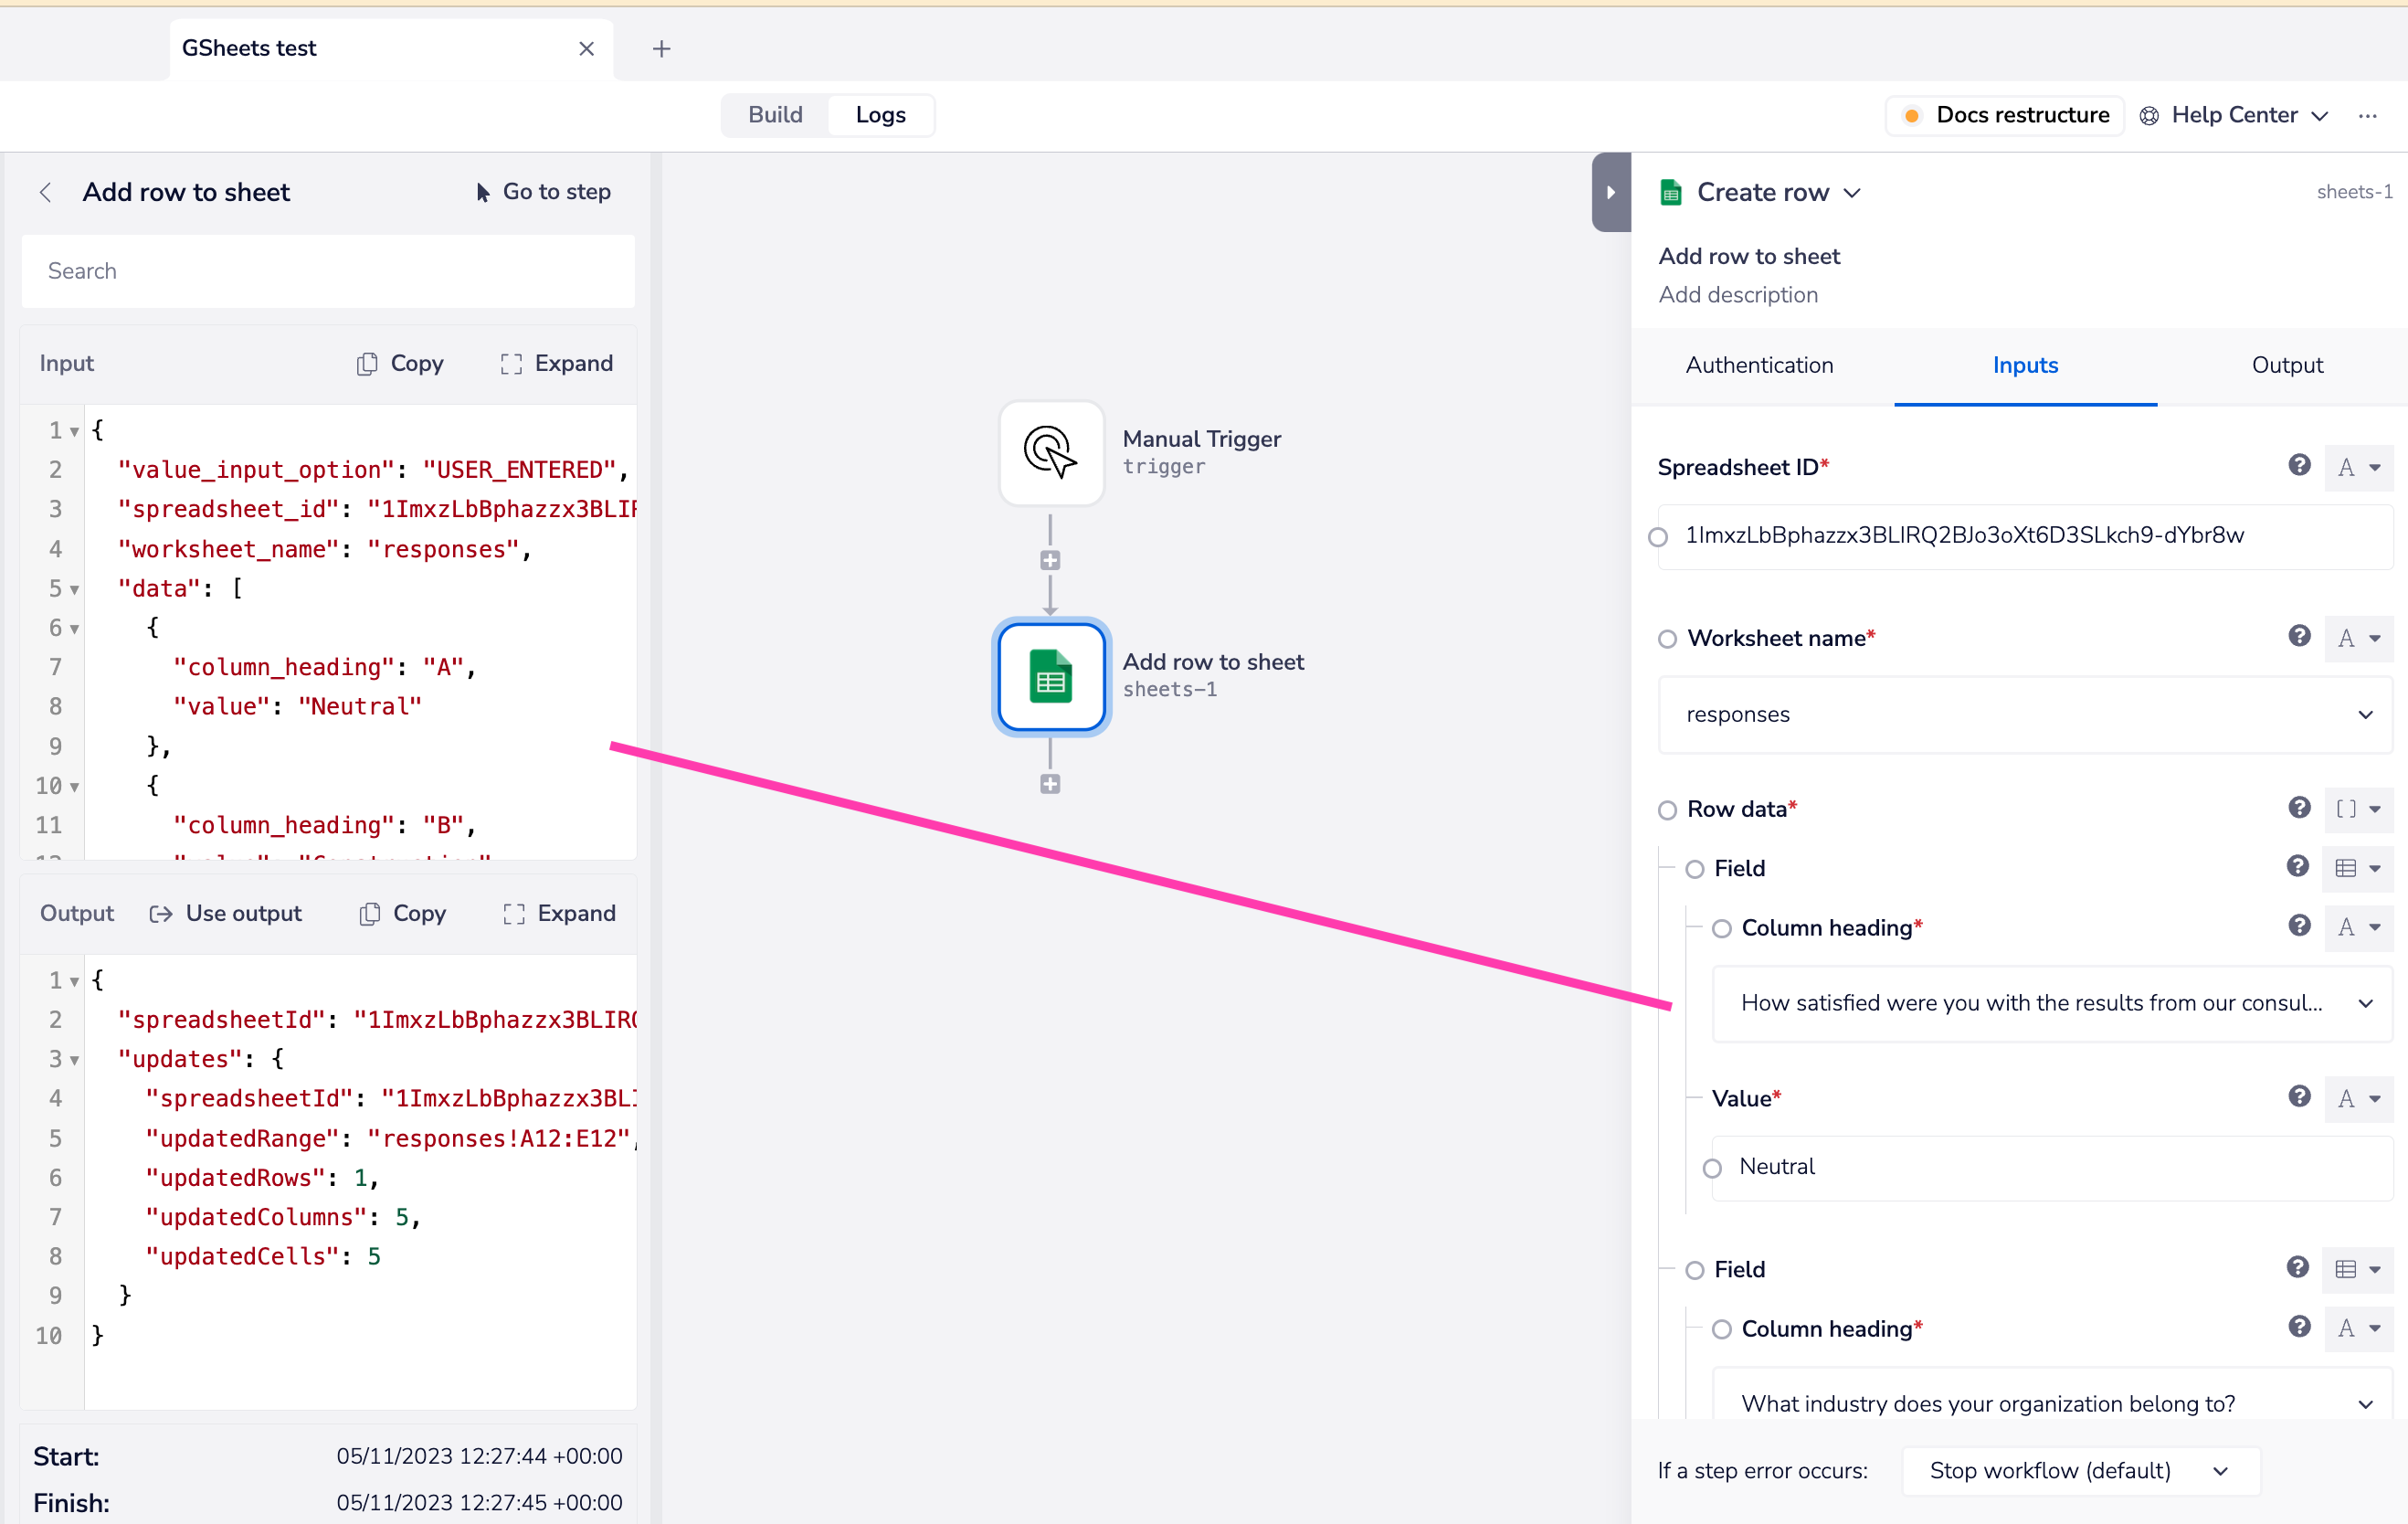 GSheets test
Build Logs
Docs restructure
Help Center
Add row to sheet
Go to step
Search
Input
Copy
Expand
1 {
2 "value_input_option": "USER_ENTERED",
3 "spreadsheet_id": "1ImxzLbBphazzx3BLI
4 "worksheet_name": "responses",
5 "data": [
6 {
7 "column_heading": "A",
8 "value": "Neutral"
9 },
10 {
11 "column_heading": "B",
Output
Use output
Copy
Expand
1 {
2 "spreadsheetId": "1ImxzLbBphazzx3BLIR
3 "updates": {
4 "spreadsheetId": "1ImxzLbBphazzx3BL
5 "updatedRange": "responses!A12:E12",
6 "updatedRows": 1,
7 "updatedColumns": 5,
8 "updatedCells": 5
9 }
10 }
Start: 05/11/2023 12:27:44 +00:00
Finish: 05/11/2023 12:27:45 +00:00
Manual Trigger
trigger
Add row to sheet
sheets-1
Create row
sheets-1
Add row to sheet
Add description
Authentication
Inputs
Output
Spreadsheet ID*
A
1ImxzLbBphazzx3BLIRQ2BJo3oXt6D3SLkch9-dYbr8w
Worksheet name*
A
responses
Row data*
[ ]
Field
Column heading*
A
How satisfied were you with the results from our consul...
Value*
A
Neutral
Field
Column heading*
A
What industry does your organization belong to?
If a step error occurs: Stop workflow (default)